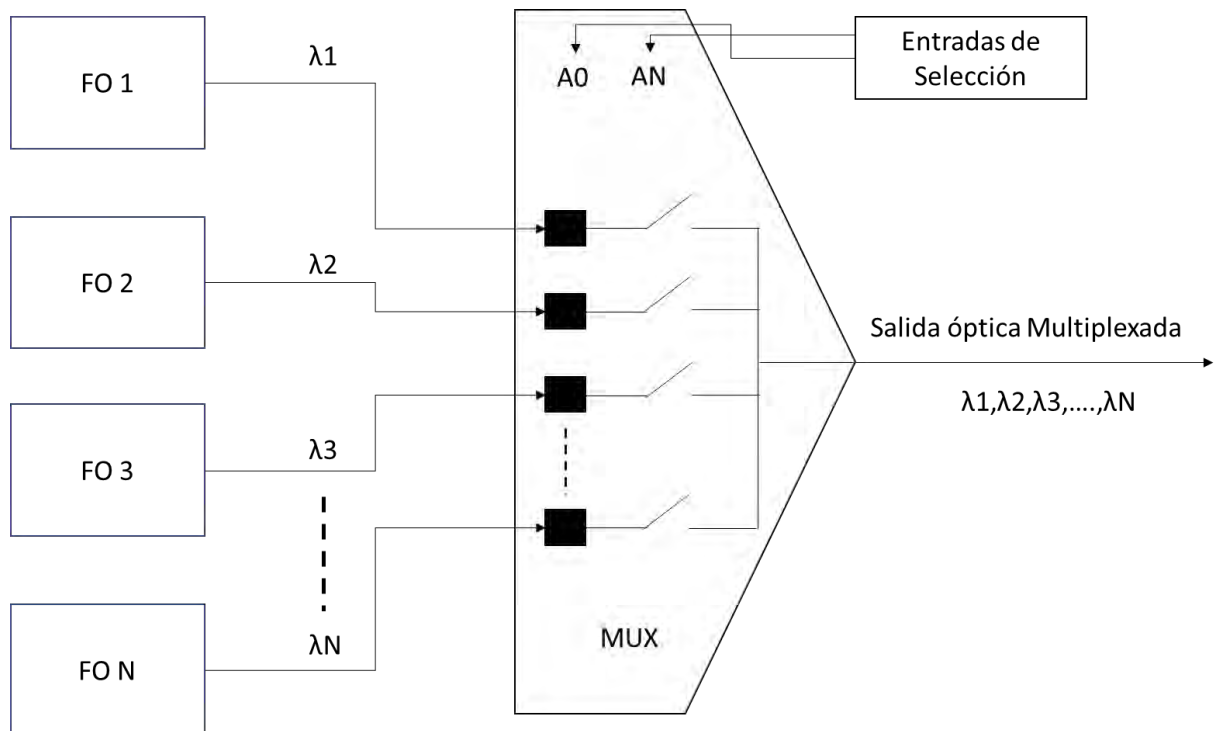 FO 1
λ1
A0
AN
Entradas de
Selección
FO 2
λ2
Salida óptica Multiplexada
λ1,λ2,λ3,….,λN
FO 3
λ3
FO N
λN
MUX